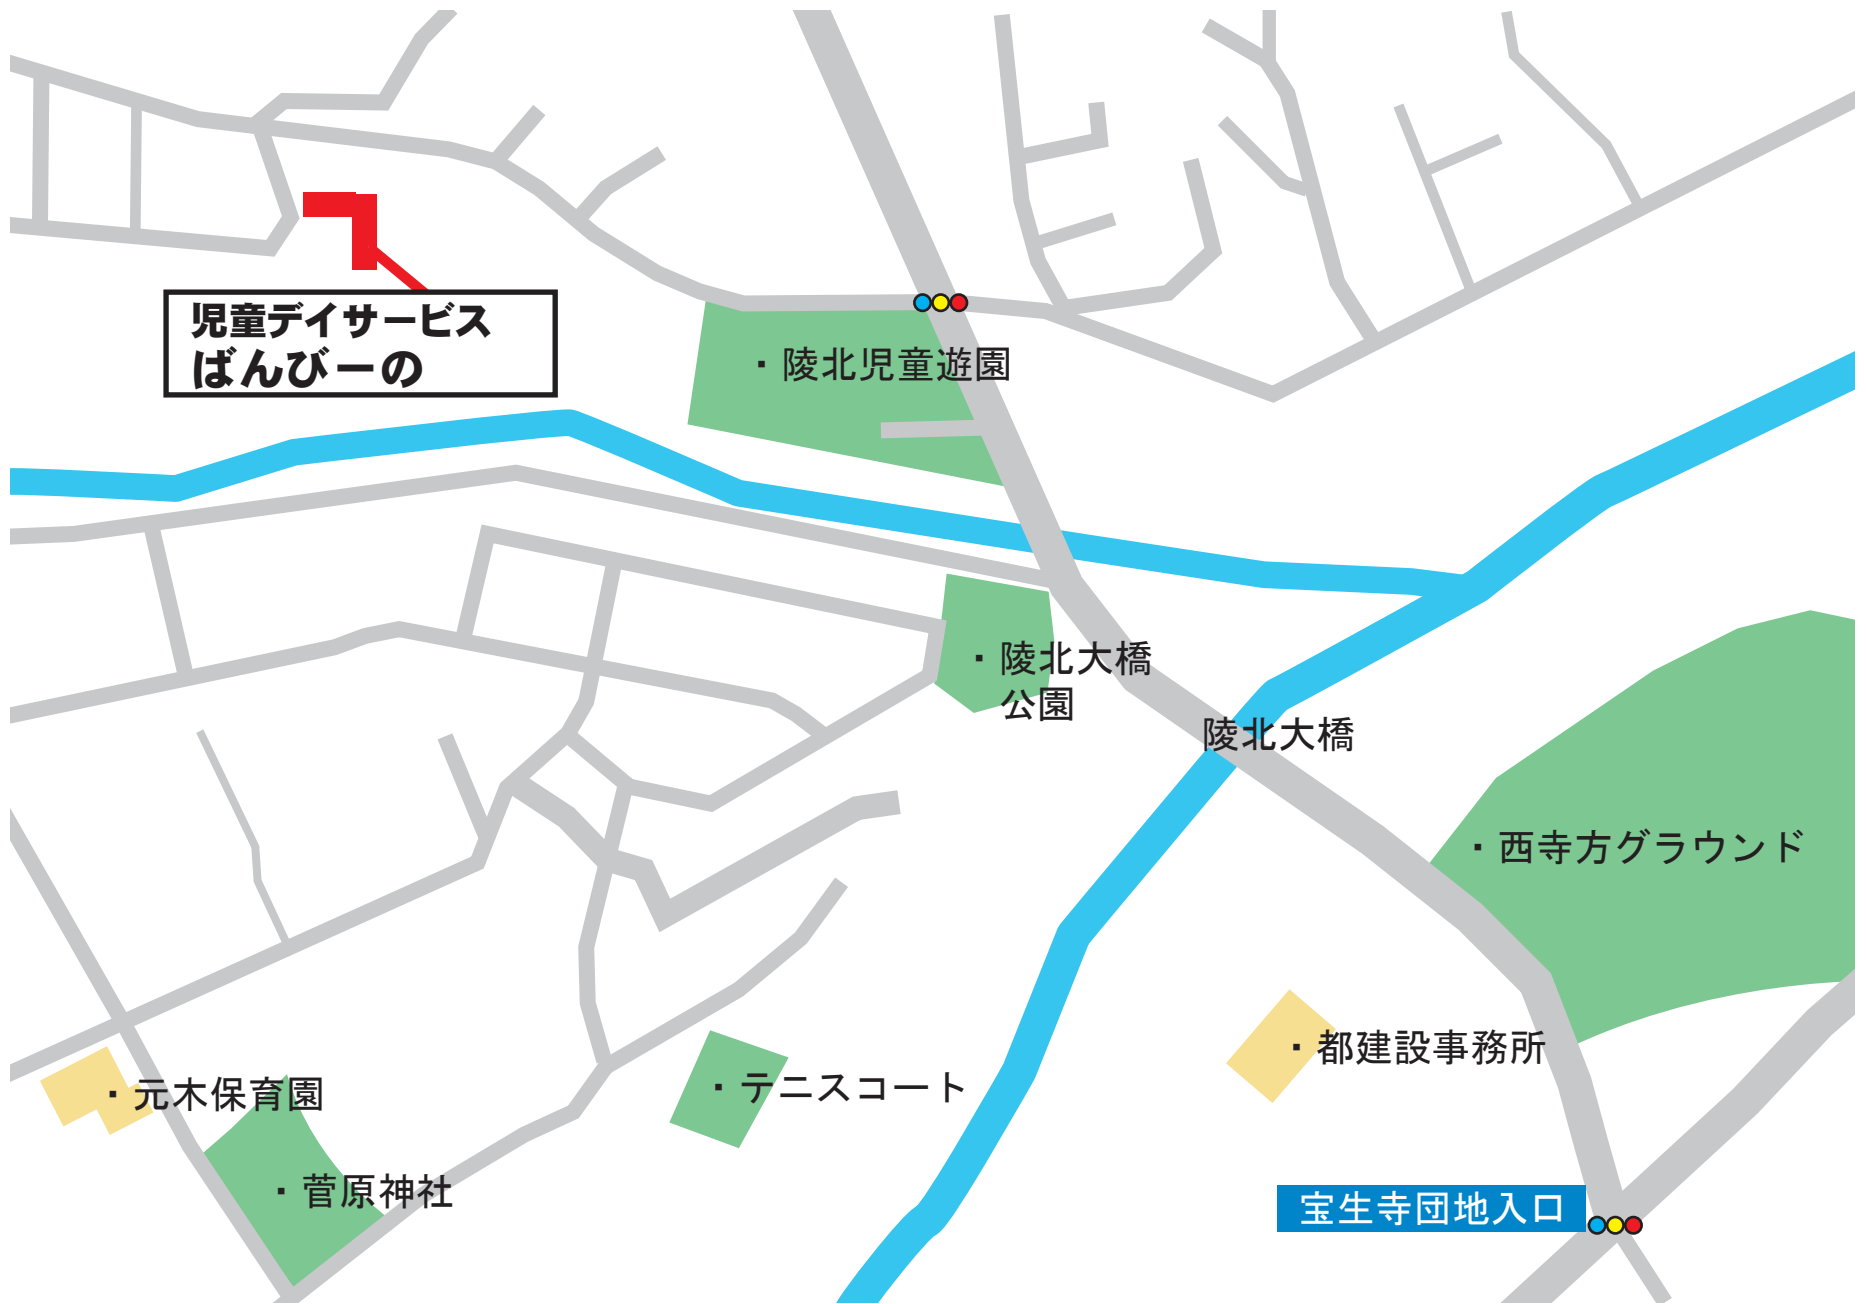 児童デイサービス
ばんびーの
・陵北児童遊園
・陵北大橋
公園
陵北大橋
・西寺方グラウンド
・都建設事務所
・テニスコート
・元木保育園
・菅原神社
宝生寺団地入口